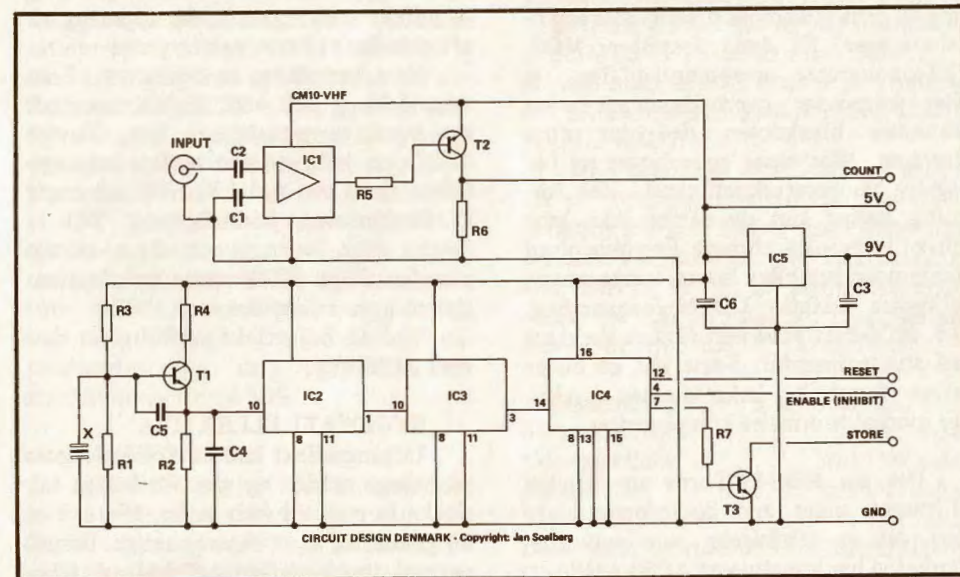 CM10-VHF
INPUT
C2
IC1
T2
C1
R5
R6
COUNT
5V
9V
IC5
C6
C3
R3
R4
16
RESET
T1
12
4
7
ENABLE (INHIBIT)
X
C5
10
IC2
1
10
IC3
3
14
IC4
R7
STORE
R1
R2
C4
8
11
8
11
8
13
15
T3
GND
CIRCUIT DESIGN DENMARK - Copyright: Jan Soelberg